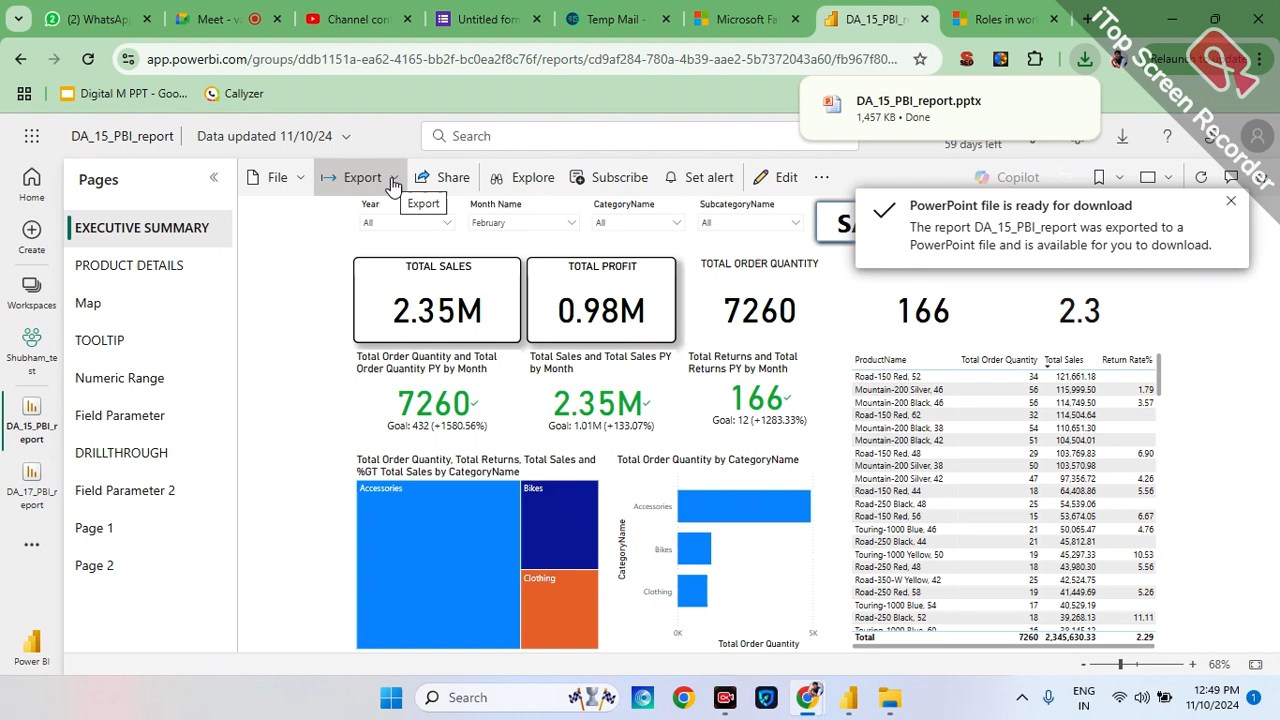 (1) WhatsAp
Meet - va
Channel con
Untitled for
Temp Mail -
Microsoft Fa
DA_15_PBI_r
Roles in wor
app.powerbi.com/groups/ddb1151a-ea62-4165-bb2f-bc0ea2f8c76f/reports/cd9af284-780a-4b39-aae2-5b7372043a60/fb967f80...
Relaunch to update
Digital M PPT - Goo...
Callyzer
iTop Screen Recorder
DA_15_PBI_report.pptx
1,457 KB • Done
DA_15_PBI_report
Data updated 11/10/24
Search
59 days left
Pages
File
Export
Share
Explore
Subscribe
Set alert
Edit
Copilot
Export
Home
Create
Workspaces
Shubham_te
st
DA_15_PBI_r
eport
DA_17_PBI_r
eport
Power BI
EXECUTIVE SUMMARY
PRODUCT DETAILS
Map
TOOLTIP
Numeric Range
Field Parameter
DRILLTHROUGH
Field Parameter 2
Page 1
Page 2
Year
Month Name
CategoryName
SubcategoryName
All
February
All
All
SA
PowerPoint file is ready for download
The report DA_15_PBI_report was exported to a
PowerPoint file and is available for you to download.
TOTAL SALES
2.35M
TOTAL PROFIT
0.98M
TOTAL ORDER QUANTITY
7260
166
2.3
Total Order Quantity and Total
Order Quantity PY by Month
7260
Goal: 432 (+1580.56%)
Total Sales and Total Sales PY
by Month
2.35M
Goal: 1.01M (+133.07%)
Total Returns and Total
Returns PY by Month
166
Goal: 12 (+1283.33%)
Total Order Quantity, Total Returns, Total Sales and
%GT Total Sales by CategoryName
Accessories
Bikes
Clothing
Total Order Quantity by CategoryName
CategoryName
Accessories
Bikes
Clothing
0K
5K
Total Order Quantity
ProductName Total Order Quantity Total Sales Return Rate%
Road-150 Red, 52 34 121,661.18
Mountain-200 Silver, 46 56 115,999.50 1.79
Mountain-200 Black, 46 56 114,749.50 3.57
Road-150 Red, 62 32 114,504.64
Mountain-200 Black, 38 54 110,651.30
Mountain-200 Black, 42 51 104,504.01
Road-150 Red, 48 29 103,769.83 6.90
Mountain-200 Silver, 38 50 103,570.98
Mountain-200 Silver, 42 47 97,356.72 4.26
Road-150 Red, 44 18 64,408.86 5.56
Road-250 Black, 48 25 54,539.06
Road-150 Red, 56 15 53,674.05 6.67
Touring-1000 Blue, 46 21 50,065.47 4.76
Road-250 Black, 44 21 45,812.81
Touring-1000 Yellow, 50 19 45,297.33 10.53
Road-250 Red, 48 18 43,980.30 5.56
Road-350-W Yellow, 42 25 42,524.75
Road-250 Red, 58 19 41,449.69 5.26
Touring-1000 Blue, 54 17 40,529.19
Road-250 Black, 52 18 39,268.13 11.11
Total 7260 2,345,630.33 2.29
68%
Search
ENG
IN
12:49 PM
11/10/2024